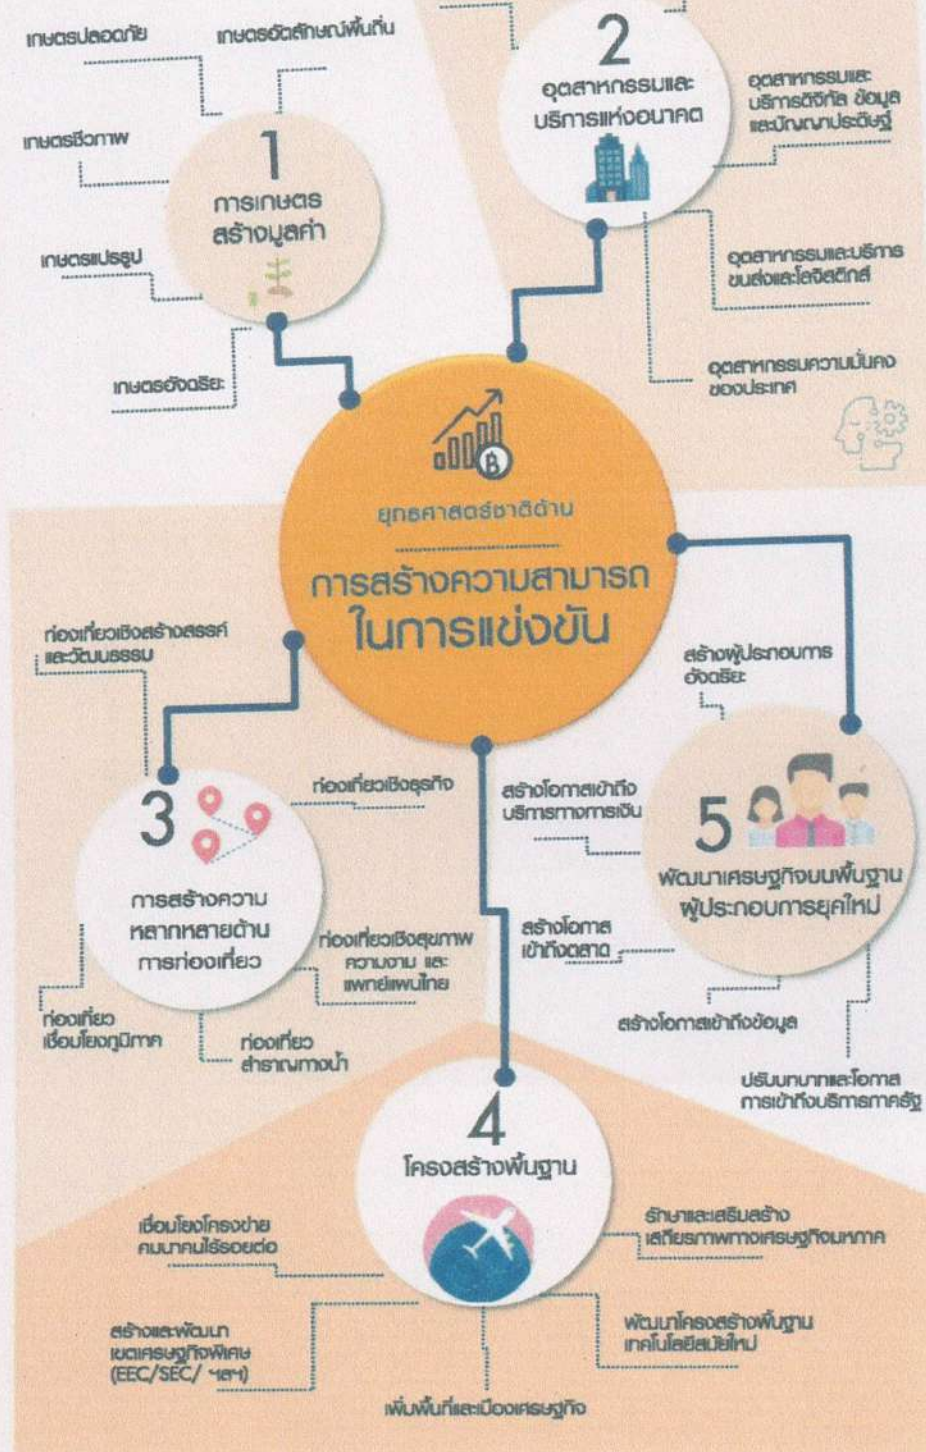 เกษตรปลอดภัย
เกษตรอัตลักษณ์พื้นถิ่น
เกษตรชีวภาพ
1
การเกษตร
สร้างมูลค่า
เกษตรแปรรูป
เกษตรอัจฉริยะ
2
อุตสาหกรรมและ
บริการแห่งอนาคต
อุตสาหกรรมและ
บริการดิจิทัล ข้อมูล
และปัญญาประดิษฐ์
อุตสาหกรรมและบริการ
ขนส่งและโลจิสติกส์
อุตสาหกรรมความมั่นคง
ของประเทศ
฿
ยุทธศาสตร์ชาติด้าน
การสร้างความสามารถ
ในการแข่งขัน
ท่องเที่ยวเชิงสร้างสรรค์
และวัฒนธรรม
3
การสร้างความ
หลากหลายด้าน
การท่องเที่ยว
ท่องเที่ยวเชิงธุรกิจ
ท่องเที่ยวเชิงสุขภาพ
ความงาม และ
แพทย์แผนไทย
ท่องเที่ยว
เชื่อมโยงภูมิภาค
ท่องเที่ยว
สำราญทางน้ำ
สร้างผู้ประกอบการ
อัจฉริยะ
สร้างโอกาสเข้าถึง
บริการทางการเงิน
5
พัฒนาเศรษฐกิจบนพื้นฐาน
ผู้ประกอบการยุคใหม่
สร้างโอกาส
เข้าถึงตลาด
สร้างโอกาสเข้าถึงข้อมูล
ปรับบทบาทและโอกาส
การเข้าถึงบริการภาครัฐ
4
โครงสร้างพื้นฐาน
เชื่อมโยงโครงข่าย
คมนาคมไร้รอยต่อ
รักษาและเสริมสร้าง
เสถียรภาพทางเศรษฐกิจมหภาค
สร้างและพัฒนา
เขตเศรษฐกิจพิเศษ
(EEC/SEC/ ฯลฯ)
พัฒนาโครงสร้างพื้นฐาน
เทคโนโลยีสมัยใหม่
เพิ่มพื้นที่และเมืองเศรษฐกิจ